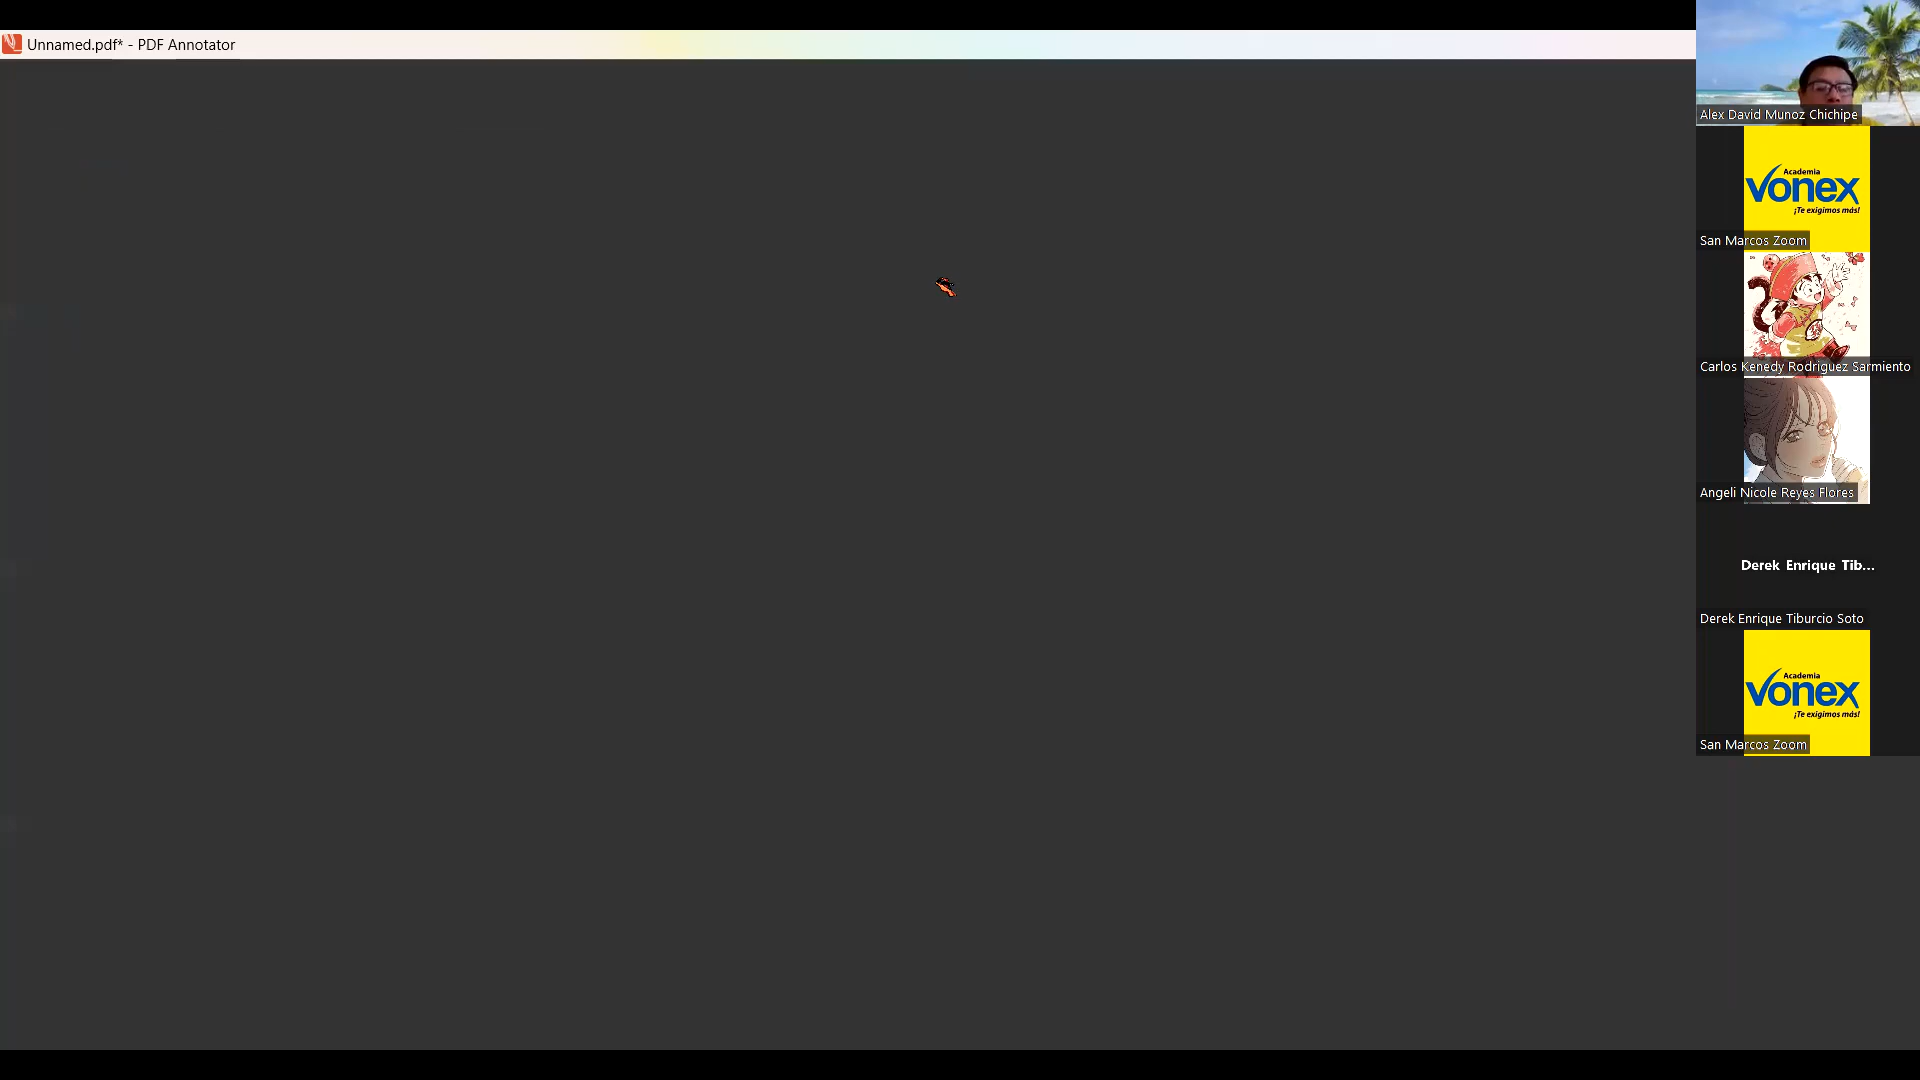 Unnamed.pdf* - PDF Annotator
Alex David Munoz Chichipe
Academia
vonex
¡Te exigimos más!
San Marcos Zoom
Carlos Kenedy Rodriguez Sarmiento
Angeli Nicole Reyes Flores
Derek Enrique Tib...
Derek Enrique Tiburcio Soto
Academia
vonex
¡Te exigimos más!
San Marcos Zoom